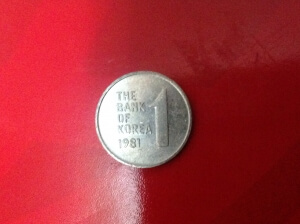 THE
BANK
OF
KOREA
1981
1